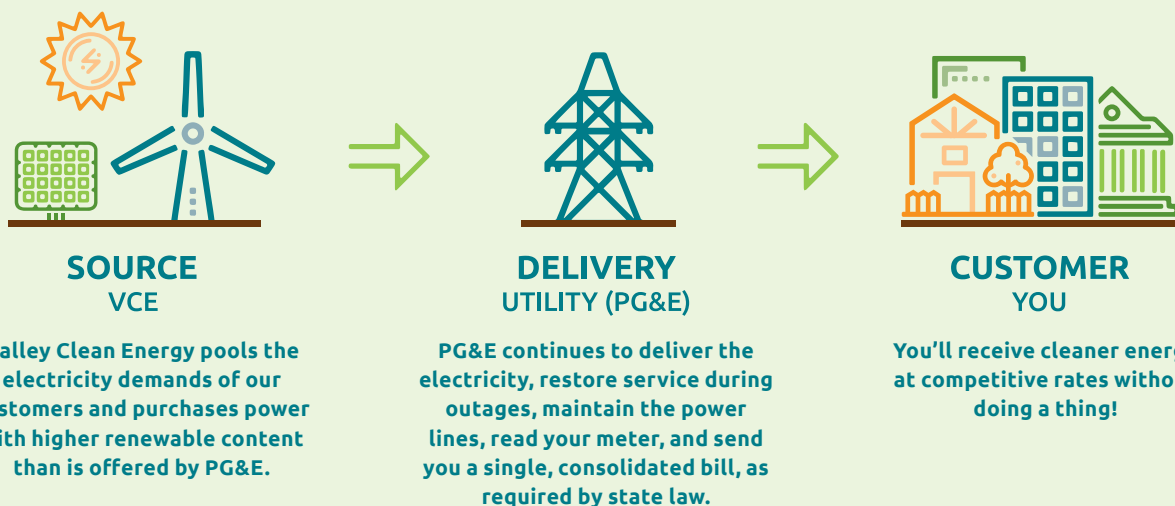 SOURCE
VCE
alley Clean Energy pools the
electricity demands of our
stomers and purchases power
ith higher renewable content
than is offered by PG&E.
DELIVERY
UTILITY (PG&E)
PG&E continues to deliver the
electricity, restore service during
outages, maintain the power
lines, read your meter, and send
you a single, consolidated bill, as
required by state law.
CUSTOMER
YOU
You’ll receive cleaner energ
at competitive rates withou
doing a thing!